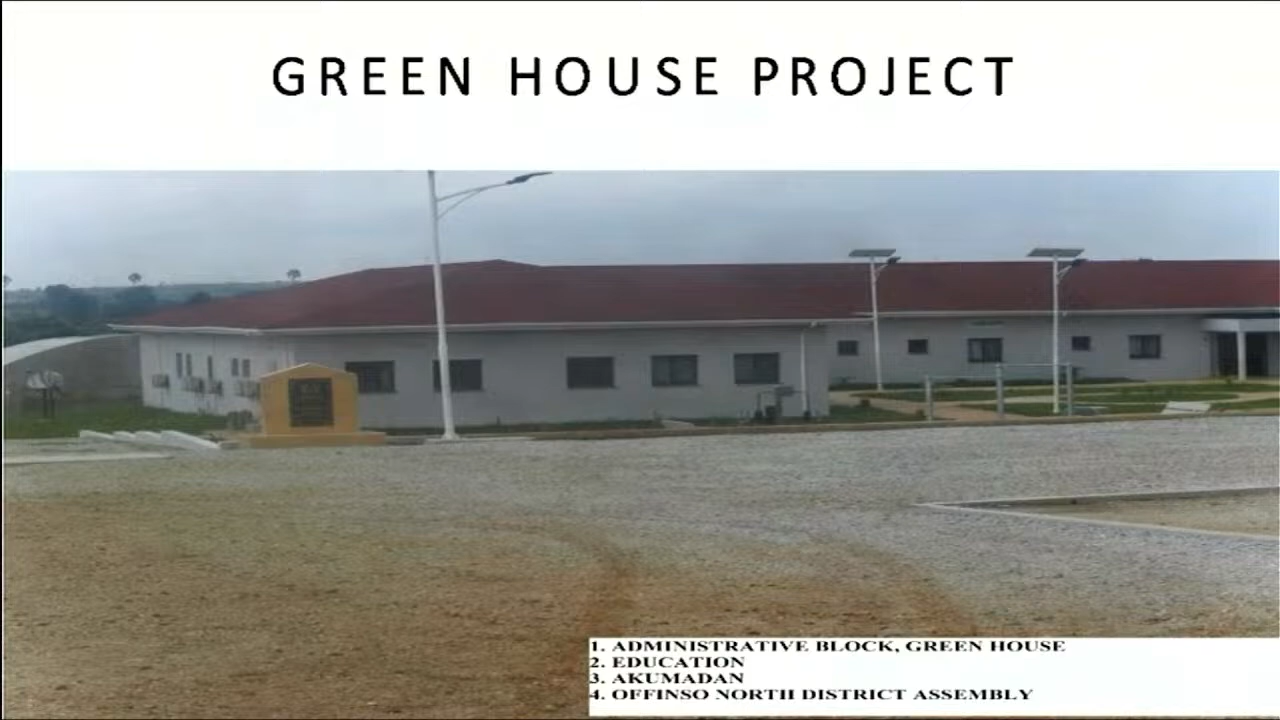 GREEN HOUSE PROJECT
1. ADMINISTRATIVE BLOCK, GREEN HOUSE
2. EDUCATION
3. AKUMADAN
4. OFFINSO NORTH DISTRICT ASSEMBLY